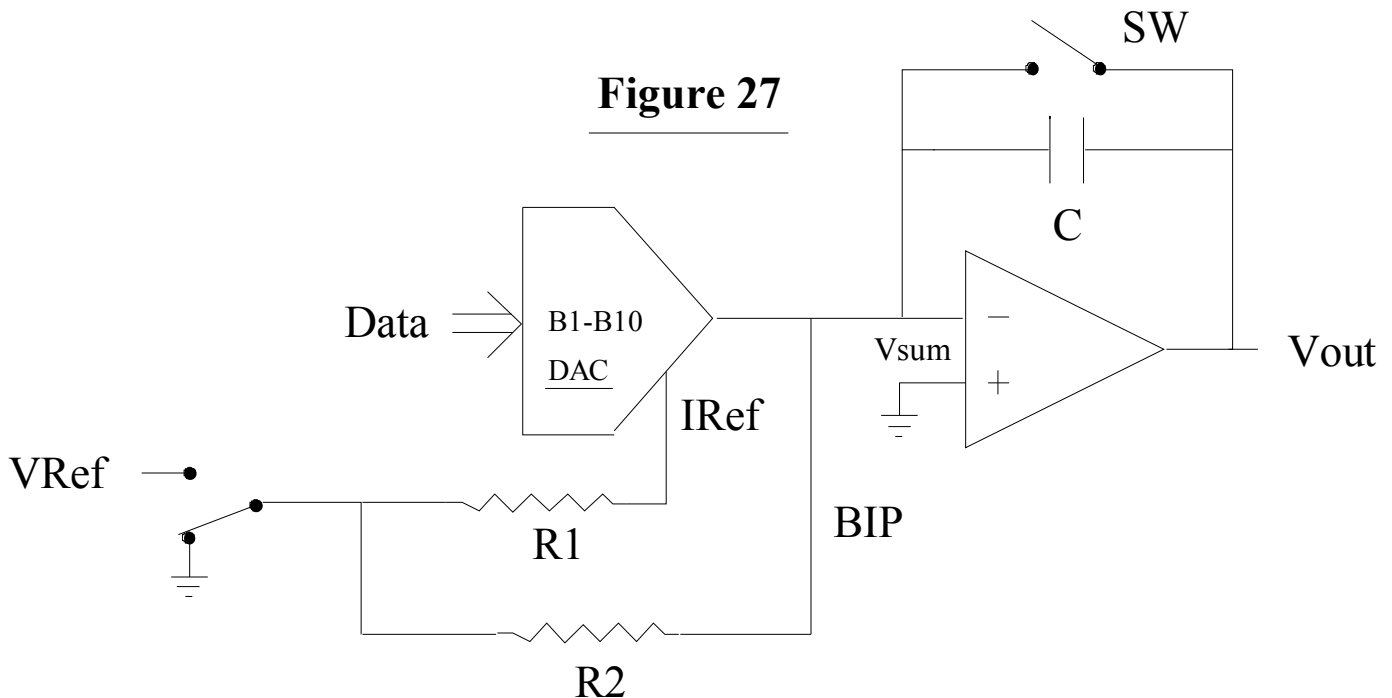 SW
Figure 27
C
Data
B1-B10
DAC
Vsum
−
+
Vout
IRef
VRef
R1
BIP
R2